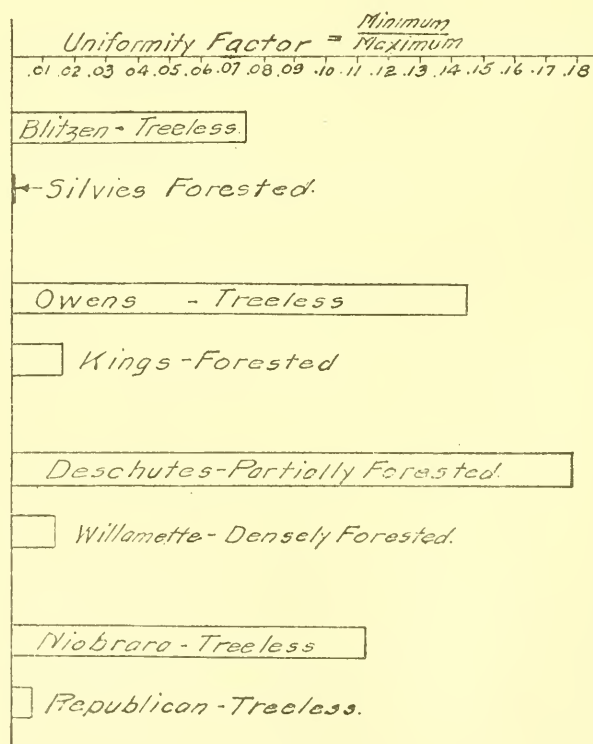 Uniformity Factor = Minimum
Maximum
.01 .02 .03 04 .05 .06 .07 .08 .09 .10 .11 .12 .13 .14 .15 .16 .17 .18
Blitzen - Treeless.
Silvies Forested.
Owens - Treeless
Kings - Forested
Deschutes - Partially Forested.
Willamette - Densely Forested.
Niobrara - Treeless
Republican - Treeless.